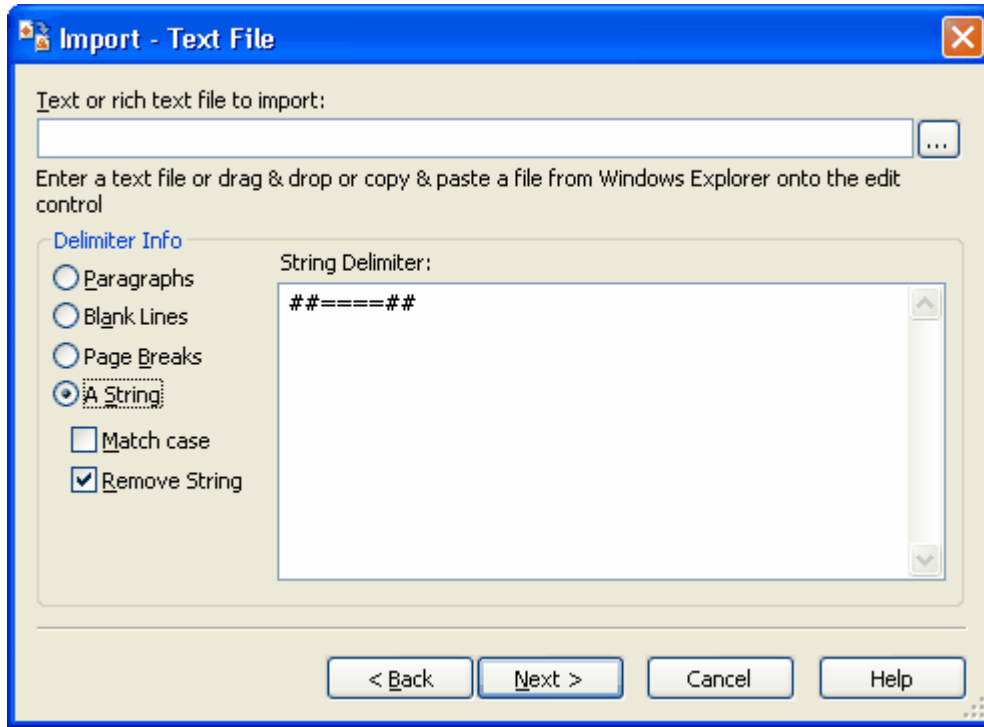 Import - Text File
Text or rich text file to import:
...
Enter a text file or drag & drop or copy & paste a file from Windows Explorer onto the edit
control
Delimiter Info
Paragraphs
Blank Lines
Page Breaks
A String
Match case
Remove String
String Delimiter:
##====##
< Back
Next >
Cancel
Help